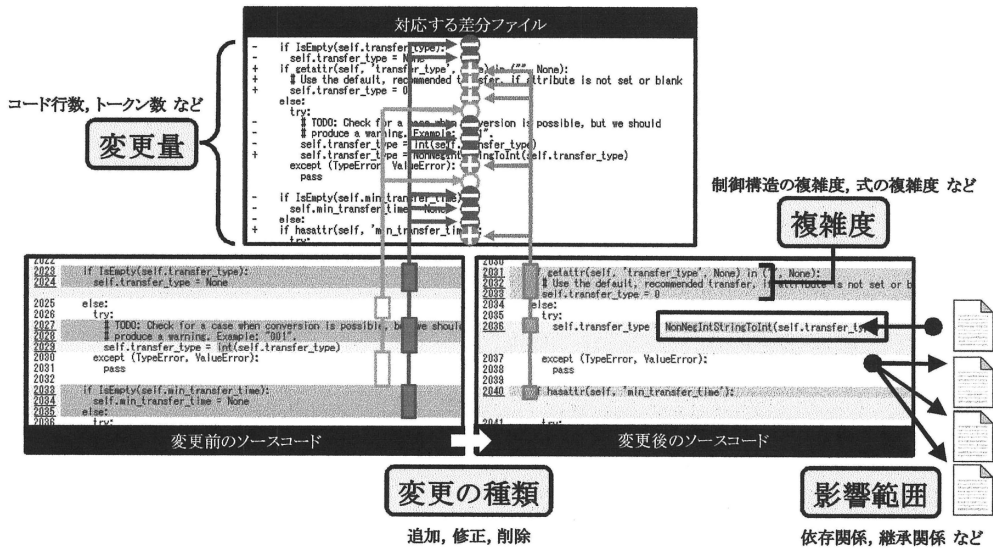 対応する差分ファイル
- if IsEmpty(self.transfer_type):
- self.transfer_type = None
+ if getattr(self, 'transfer_type', None) in ("", None):
+ # Use the default, recommended transfer, if attribute is not set or blank
+ self.transfer_type = 0
else:
try:
- # TODO: Check for a case when conversion is possible, but we should
- # produce a warning. Example: "001".
- self.transfer_type = int(self.transfer_type)
+ self.transfer_type = NonNegIntStringToInt(self.transfer_type)
except (TypeError, ValueError):
pass
- if IsEmpty(self.min_transfer_time):
- self.min_transfer_time = None
- else:
+ if hasattr(self, 'min_transfer_time'):
try:
コード行数, トークン数 など
変更量
制御構造の複雑度, 式の複雑度 など
複雑度
2022
2023 if IsEmpty(self.transfer_type):
2024 self.transfer_type = None
2025 else:
2026 try:
2027 # TODO: Check for a case when conversion is possible, but we should
2028 # produce a warning. Example: "001".
2029 self.transfer_type = int(self.transfer_type)
2030 except (TypeError, ValueError):
2031 pass
2032
2033 if IsEmpty(self.min_transfer_time):
2034 self.min_transfer_time = None
2035 else:
2036 try:
変更前のソースコード
2030
2031 if getattr(self, 'transfer_type', None) in ("", None):
2032 # Use the default, recommended transfer, if attribute is not set or b
2033 self.transfer_type = 0
2034 else:
2035 try:
2036 self.transfer_type NonNegIntStringToInt(self.transfer_ty
2037 except (TypeError, ValueError):
2038 pass
2039
2040 if hasattr(self, 'min_transfer_time'):
2041 try:
変更後のソースコード
変更の種類
追加, 修正, 削除
影響範囲
依存関係, 継承関係 など